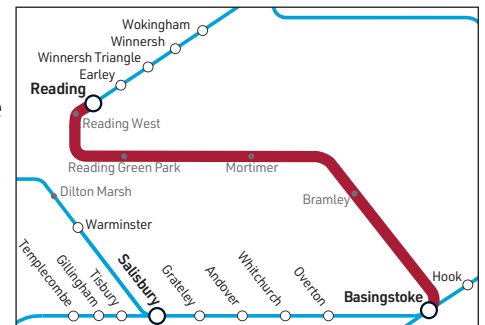 Wokingham
Winnersh
Winnersh Triangle
Earley
Reading
Reading West
Reading Green Park
Mortimer
Dilton Marsh
Bramley
Warminster
Templecombe
Gillingham
Tisbury
Salisbury
Grateley
Andover
Whitchurch
Overton
Basingstoke
Hook